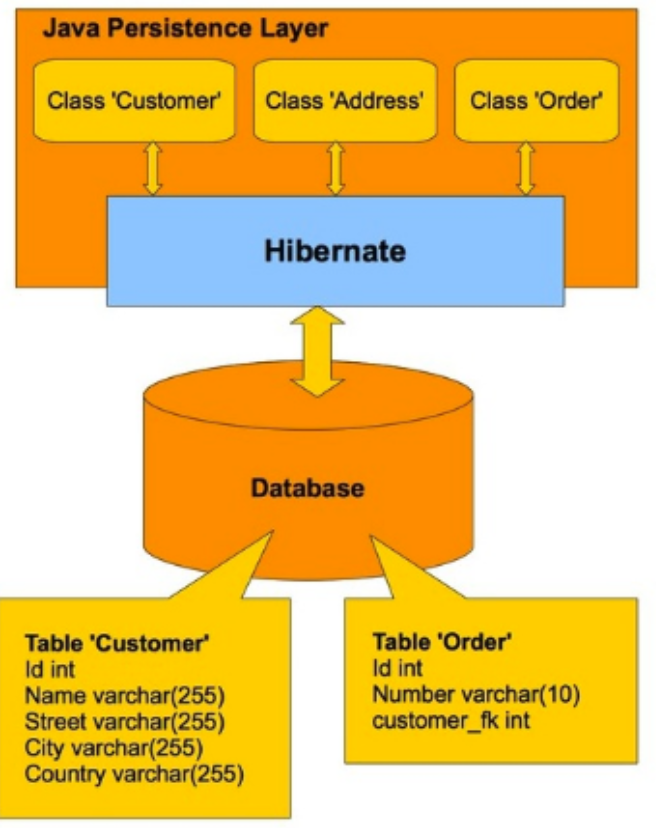 Java Persistence Layer
Class 'Customer'
Class 'Address'
Class 'Order'
Hibernate
Database
Table 'Customer'
Id int
Name varchar(255)
Street varchar(255)
City varchar(255)
Country varchar(255)
Table 'Order'
Id int
Number varchar(10)
customer_fk int